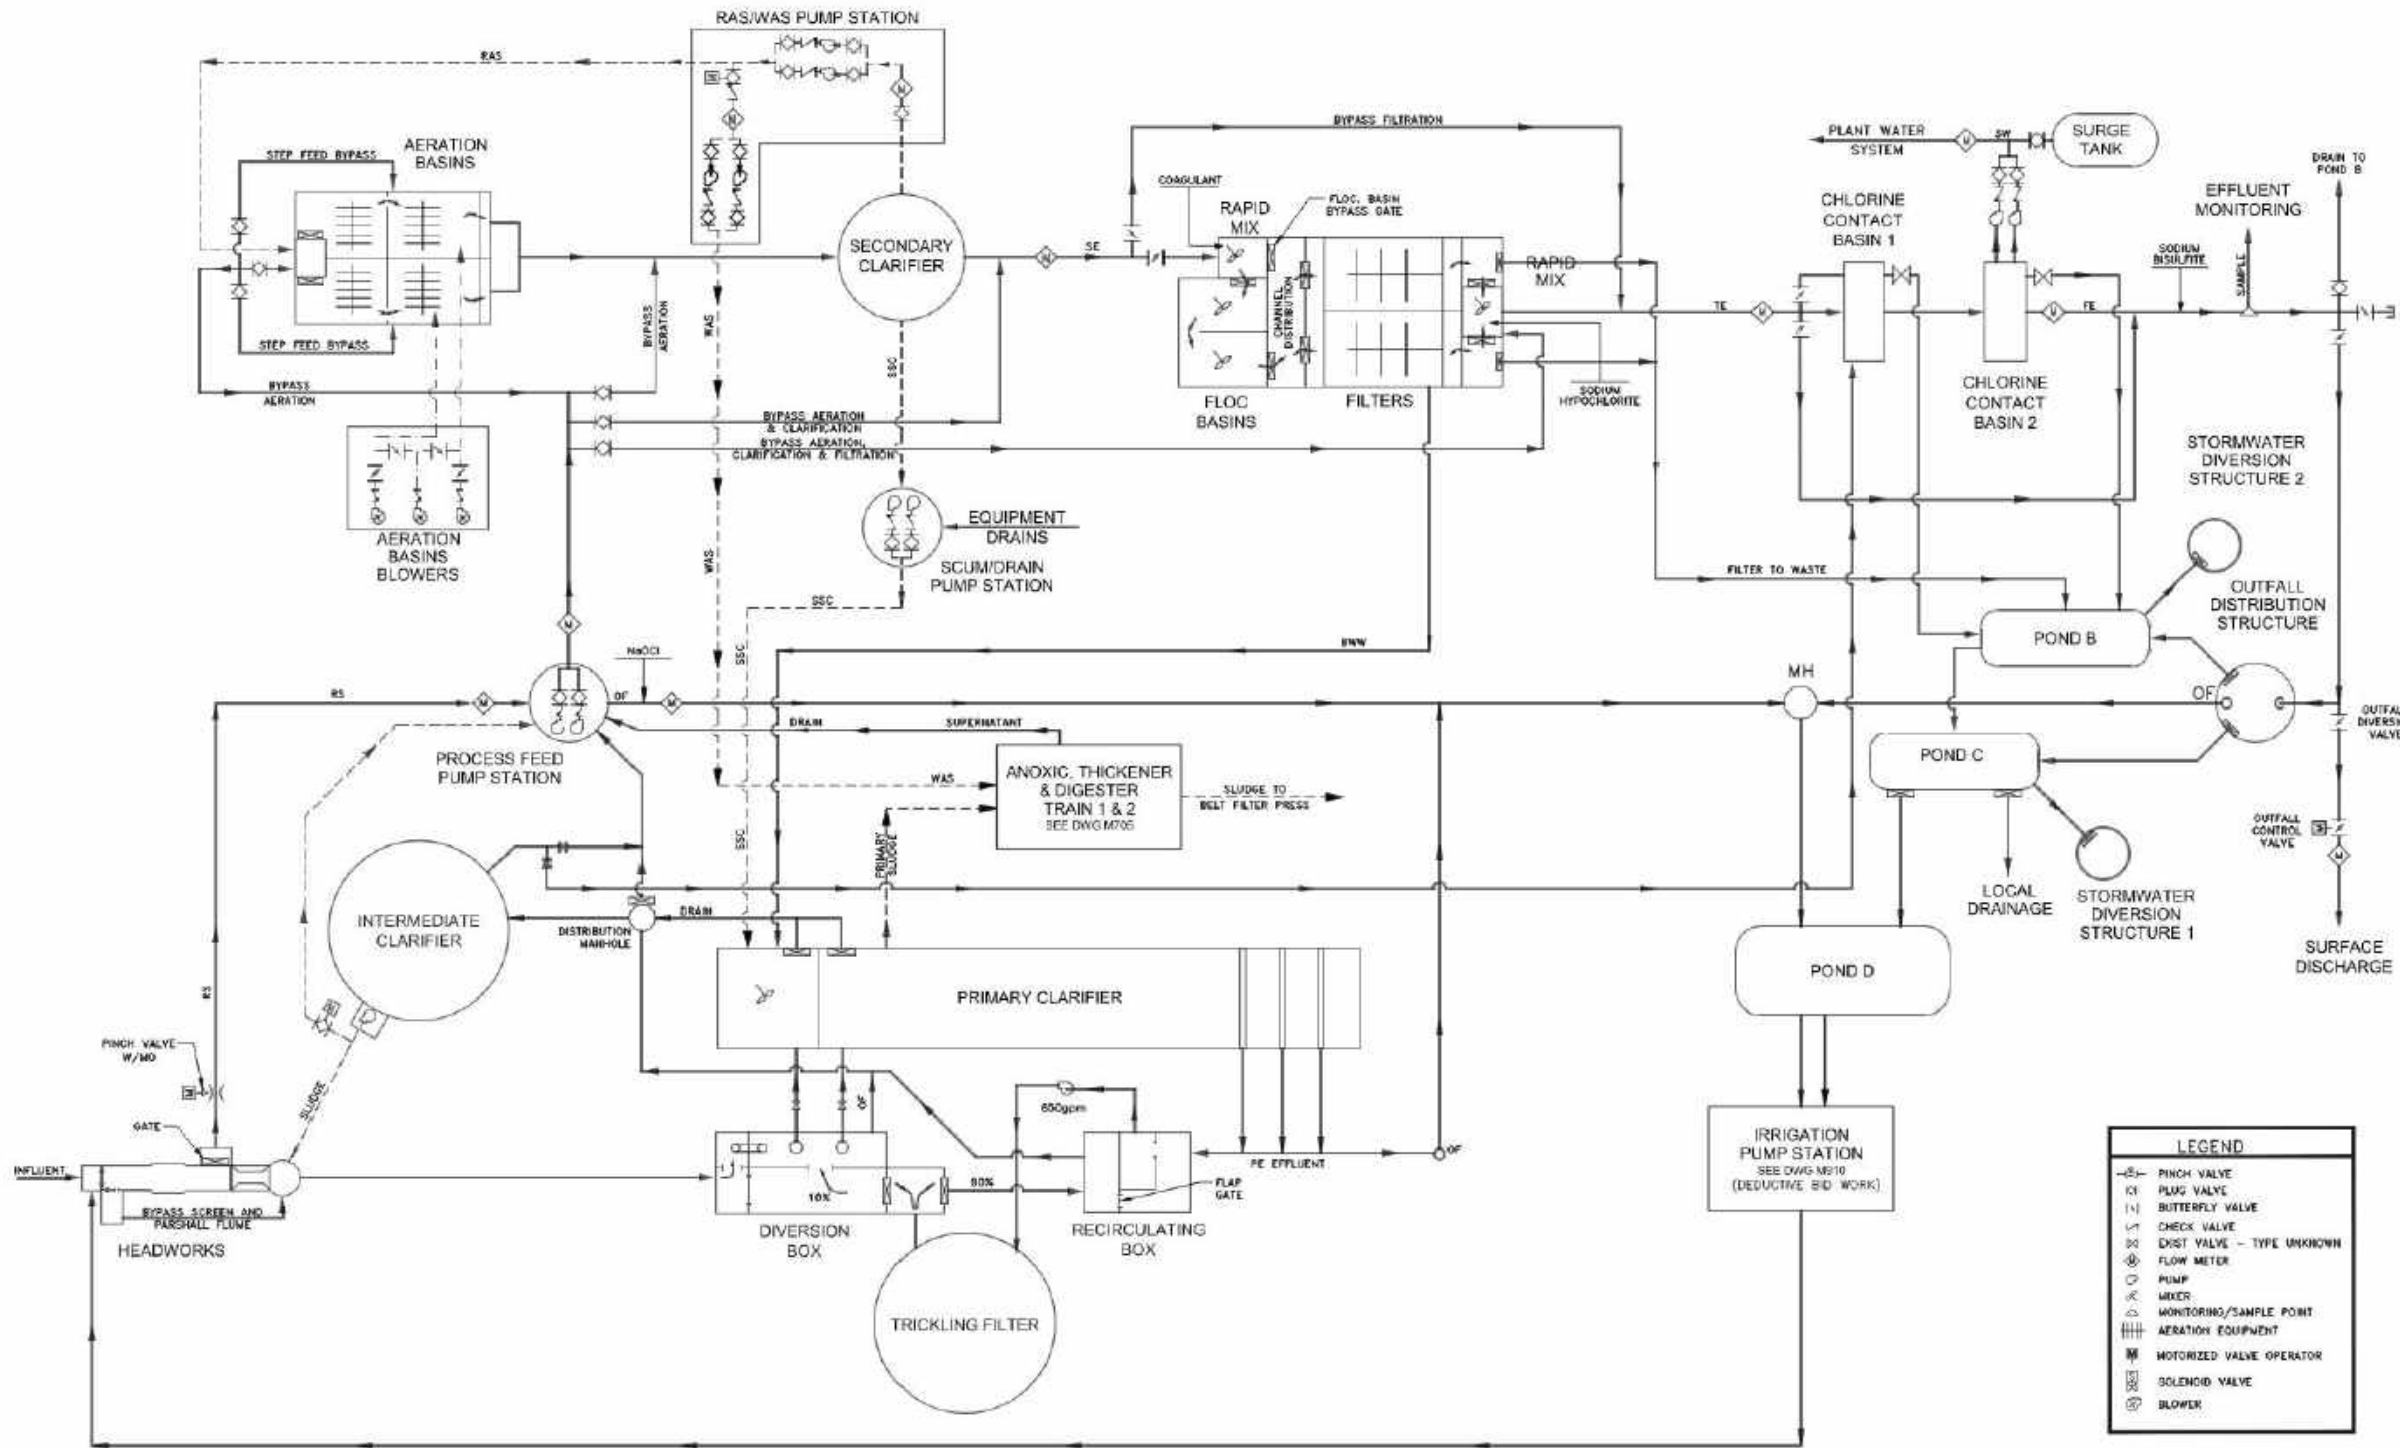 RAS/WAS PUMP STATION
RAS
AERATION
BASINS
STEP FEED BYPASS
STEP FEED BYPASS
BYPASS
AERATION
BYPASS
AERATION
AERATION
BASINS
BLOWERS
WAS
WAS
SECONDARY
CLARIFIER
SE
SSC
BYPASS AERATION
& CLARIFICATION
BYPASS AERATION,
CLARIFICATION & FILTRATION
BYPASS FILTRATION
COAGULANT
RAPID
MIX
FLOC. BASIN
BYPASS GATE
CHANNEL
DISTRIBUTION
RAPID
MIX
FLOC
BASINS
FILTERS
SODIUM
HYPOCHLORITE
TE
PLANT WATER
SYSTEM
SW
SURGE
TANK
CHLORINE
CONTACT
BASIN 1
CHLORINE
CONTACT
BASIN 2
FE
SODIUM
BISULFITE
EFFLUENT
MONITORING
SAMPLE
DRAIN TO
POND B
STORMWATER
DIVERSION
STRUCTURE 2
EQUIPMENT
DRAINS
SCUM/DRAIN
PUMP STATION
SSC
SSC
SSC
FILTER TO WASTE
BWW
OUTFALL
DISTRIBUTION
STRUCTURE
POND B
MH
OF
OUTFA
DIVERSI
VALVE
POND C
OUTFALL
CONTROL
VALVE
M
LOCAL
DRAINAGE
STORMWATER
DIVERSION
STRUCTURE 1
SURFACE
DISCHARGE
POND D
RS
M
NaOCl
OF
M
DRAIN
SUPERNATANT
PROCESS FEED
PUMP STATION
WAS
ANOXIC, THICKENER
& DIGESTER
TRAIN 1 & 2
SEE DWG M705
SLUDGE TO
BELT FILTER PRESS
PRIMARY
SLUDGE
INTERMEDIATE
CLARIFIER
DISTRIBUTION
MANHOLE
DRAIN
PRIMARY CLARIFIER
RS
PINCH VALVE
W/MO
M
GATE
SLUDGE
INFLUENT
BYPASS SCREEN AND
PARSHALL FLUME
HEADWORKS
OF
10%
90%
DIVERSION
BOX
650gpm
FLAP
GATE
RECIRCULATING
BOX
PE EFFLUENT
OF
TRICKLING FILTER
IRRIGATION
PUMP STATION
SEE DWG M910
(DEDUCTIVE BID WORK)
LEGEND
PINCH VALVE
PLUG VALVE
BUTTERFLY VALVE
CHECK VALVE
EXIST VALVE - TYPE UNKNOWN
FLOW METER
PUMP
MIXER
MONITORING/SAMPLE POINT
AERATION EQUIPMENT
MOTORIZED VALVE OPERATOR
SOLENOID VALVE
BLOWER